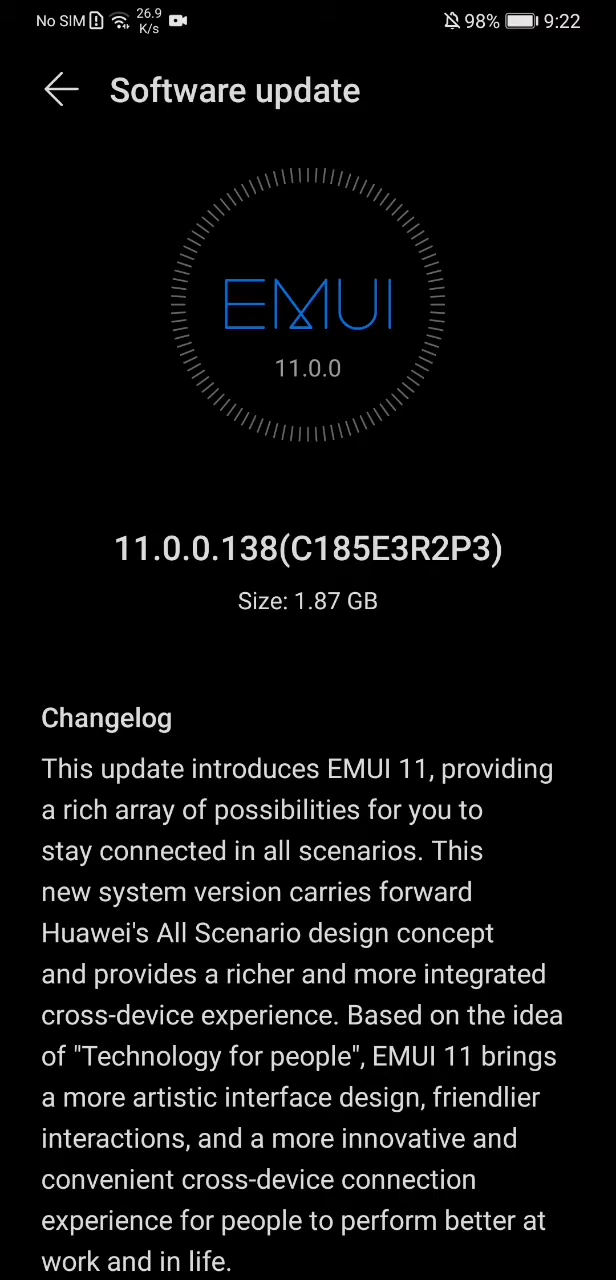 No SIM 26.9 K/s 98% 9:22
Software update
EMUI
11.0.0
11.0.0.138(C185E3R2P3)
Size: 1.87 GB
Changelog
This update introduces EMUI 11, providing
a rich array of possibilities for you to
stay connected in all scenarios. This
new system version carries forward
Huawei's All Scenario design concept
and provides a richer and more integrated
cross-device experience. Based on the idea
of "Technology for people", EMUI 11 brings
a more artistic interface design, friendlier
interactions, and a more innovative and
convenient cross-device connection
experience for people to perform better at
work and in life.